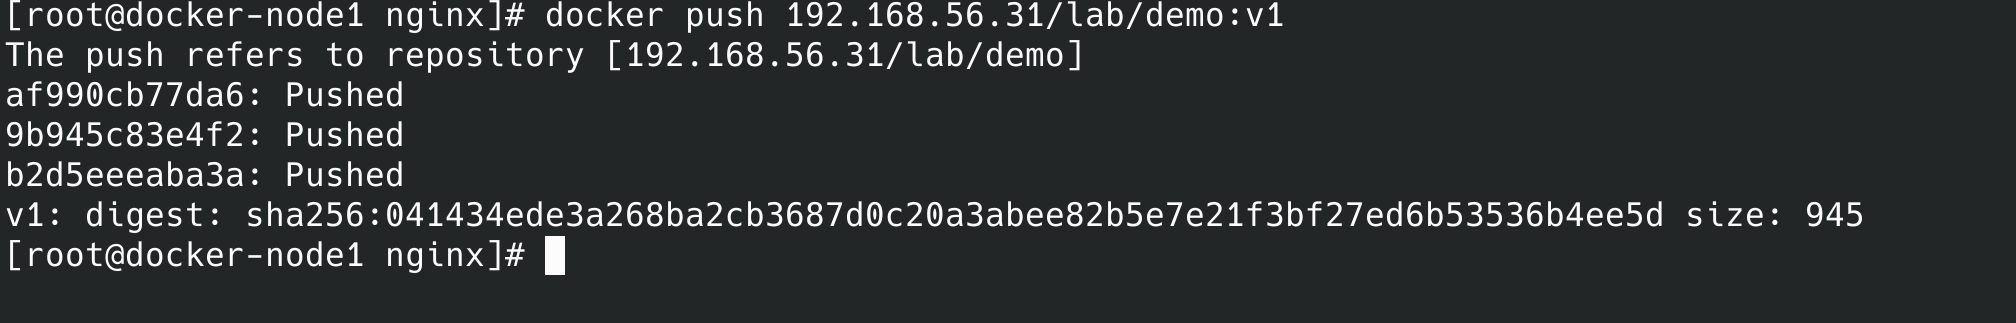 [root@docker-node1 nginx]# docker push 192.168.56.31/lab/demo:v1
The push refers to repository [192.168.56.31/lab/demo]
af990cb77da6: Pushed
9b945c83e4f2: Pushed
b2d5eeeaba3a: Pushed
v1: digest: sha256:041434ede3a268ba2cb3687d0c20a3abee82b5e7e21f3bf27ed6b53536b4ee5d size: 945
[root@docker-node1 nginx]#